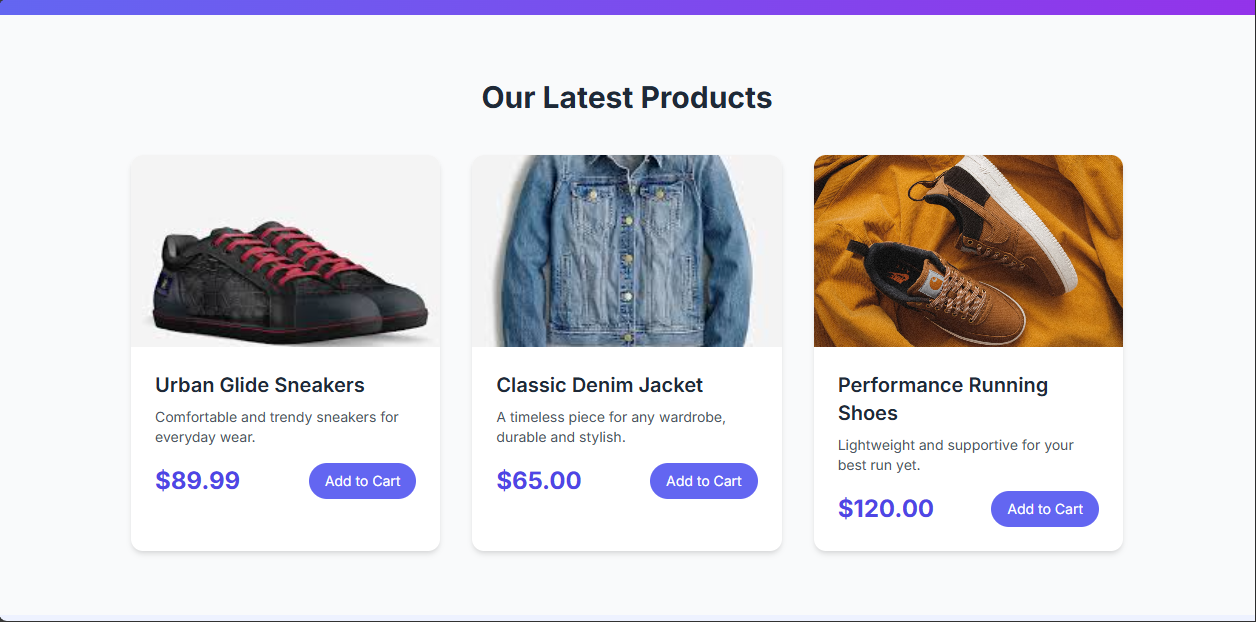 Our Latest Products
Urban Glide Sneakers
Comfortable and trendy sneakers for
everyday wear.
$89.99
Add to Cart
Classic Denim Jacket
A timeless piece for any wardrobe,
durable and stylish.
$65.00
Add to Cart
Performance Running
Shoes
Lightweight and supportive for your
best run yet.
$120.00
Add to Cart